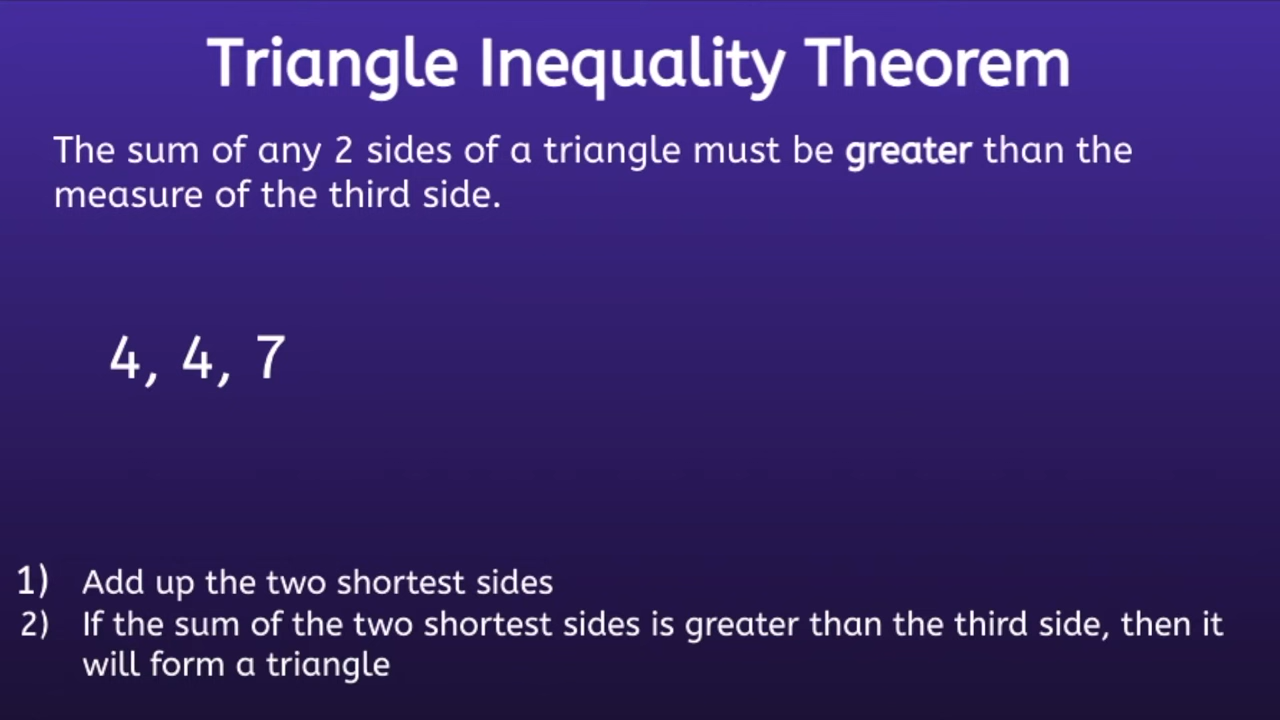 Triangle Inequality Theorem
The sum of any 2 sides of a triangle must be greater than the
measure of the third side.
4, 4, 7
1) Add up the two shortest sides
2) If the sum of the two shortest sides is greater than the third side, then it
will form a triangle